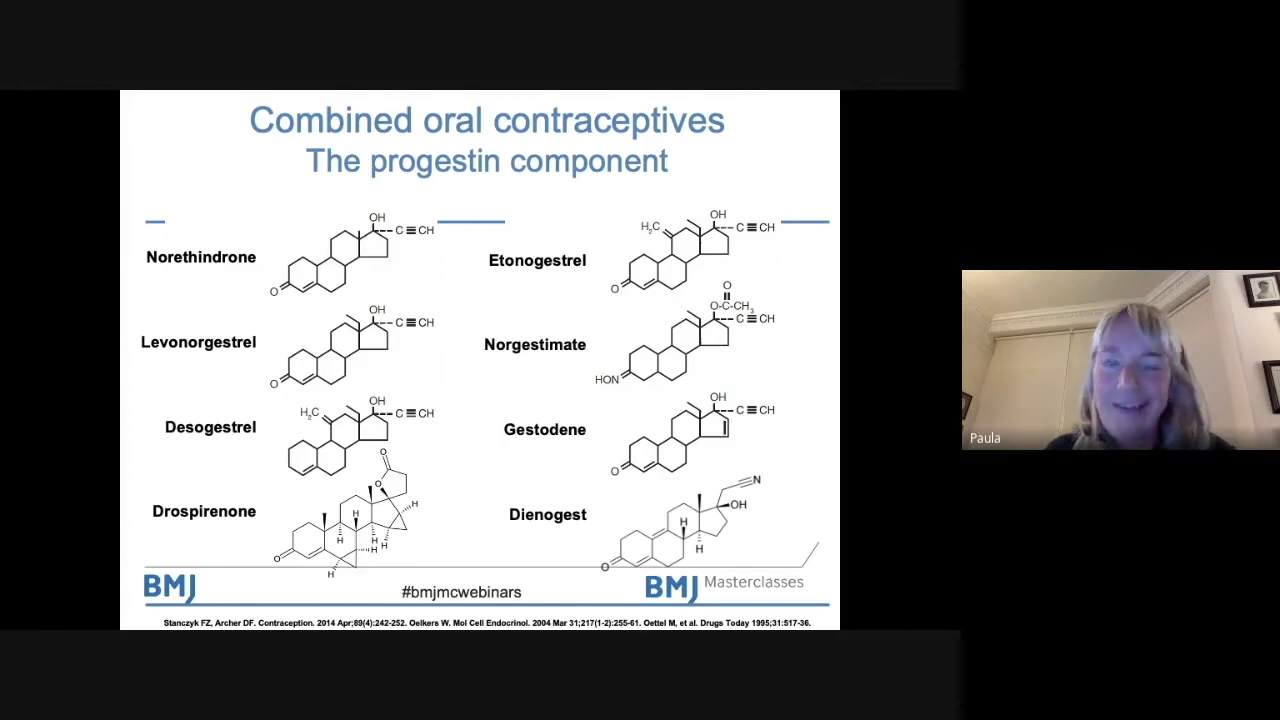 Combined oral contraceptives
The progestin component
Norethindrone
OH
C≡CH
O
Levonorgestrel
OH
C≡CH
O
Desogestrel
H2C
OH
C≡CH
Drospirenone
O
O
H
H
H
H
H
H
H
O
Etonogestrel
H2C
OH
C≡CH
O
Norgestimate
O
O-C-CH3
C≡CH
HON
Gestodene
OH
C≡CH
O
Dienogest
N
OH
H
H
O
BMJ
#bmjmcwebinars
BMJ Masterclasses
Stanczyk FZ, Archer DF. Contraception. 2014 Apr;89(4):242-252. Oelkers W. Mol Cell Endocrinol. 2004 Mar 31;217(1-2):255-61. Oettel M, et al. Drugs Today 1995;31:517-36.
Paula